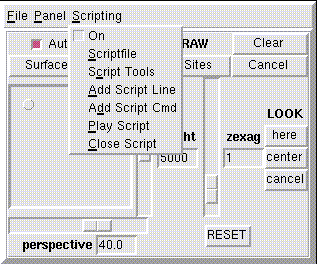 File Panel Scripting
On
Scriptfile
Script Tools
Add Script Line
Add Script Cmd
Play Script
Close Script
Aut RAW Clear
Surface Sites Cancel
LOOK
ht zexag here
5000 1 center
cancel
RESET
perspective 40.0